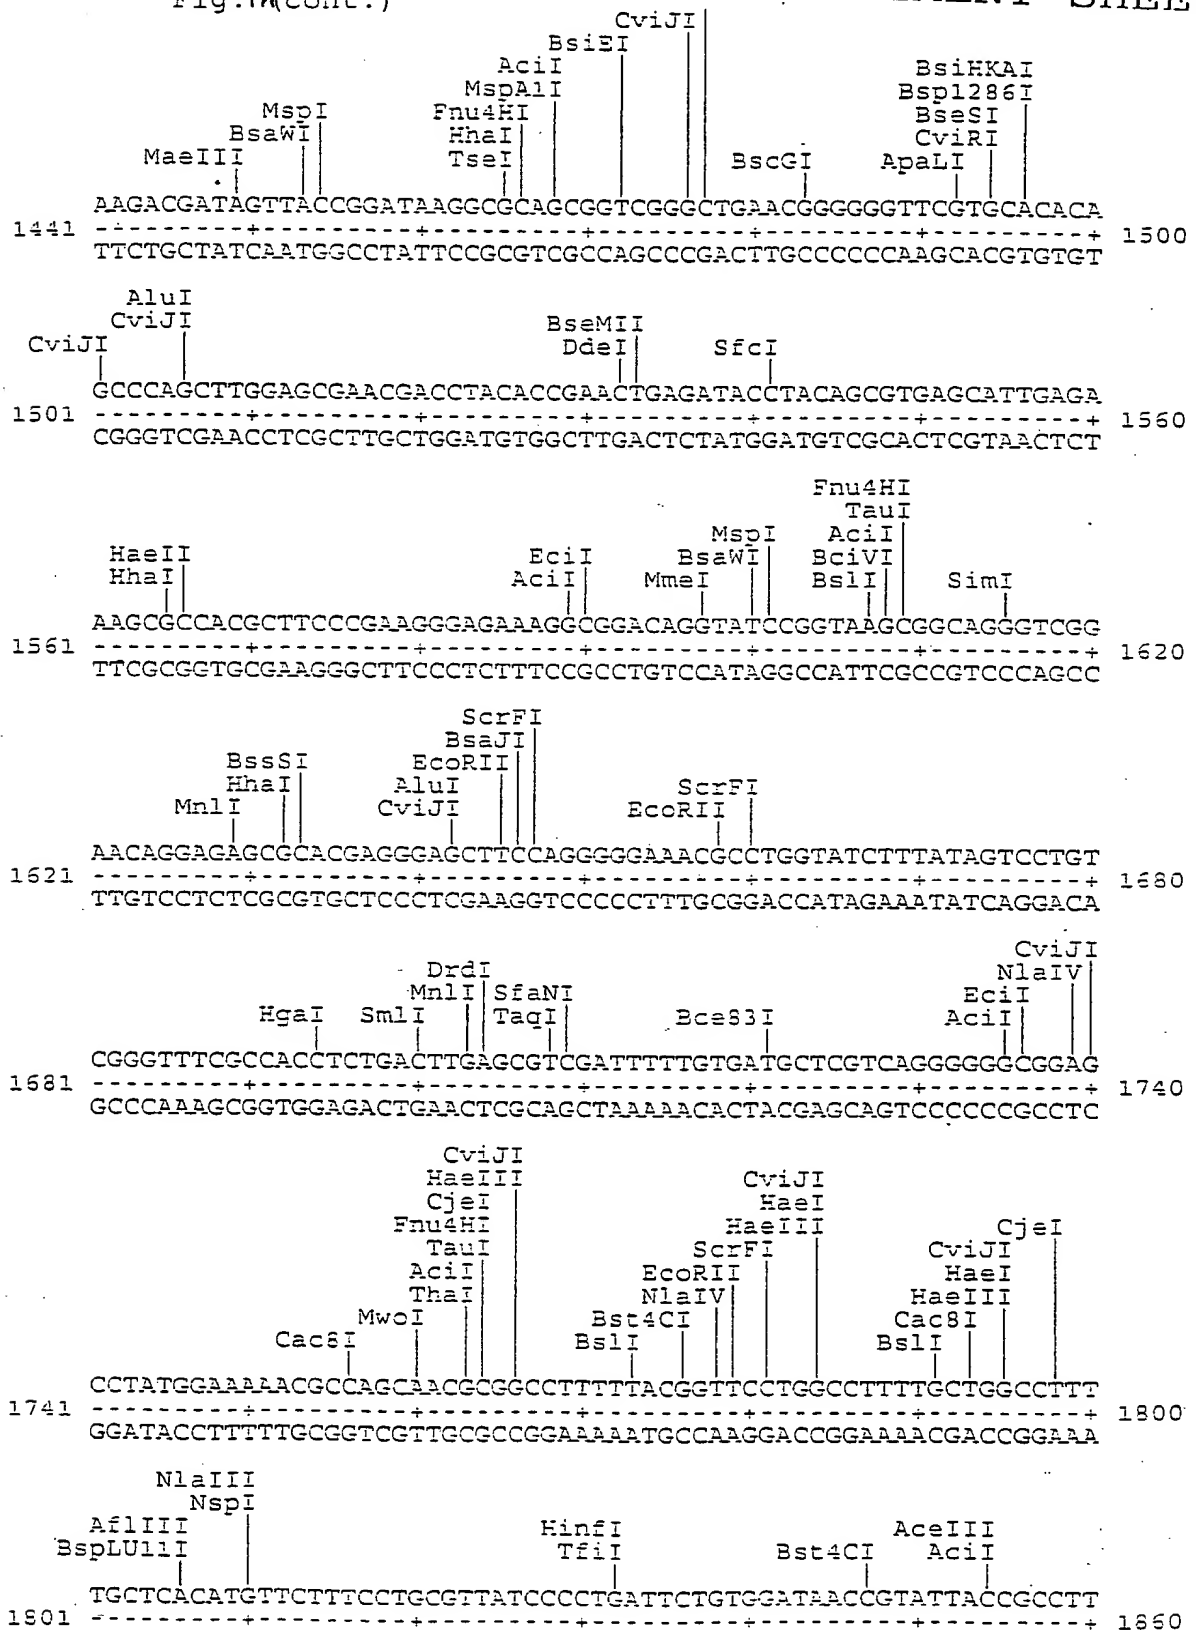 Fig.1A(cont.)
SHEE
CviJI
BsiEI
AciI
BsiHKAI
MspA1I
Bsp1286I
MspI
Fnu4HI
BseSI
BsaWI
HhaI
CviRI
MaeIII
TseI
BscGI
ApaLI
AAGACGATAGTTACCGGATAAGGCGCAGCGGTCGGGCTGAACGGGGGGTTCGTGCACACA
1441 ---------+---------+---------+---------+---------+---------+ 1500
TTCTGCTATCAATGGCCTATTCCGCGTCGCCAGCCCGACTTGCCCCCCAAGCACGTGTGT
AluI
CviJI
BseMII
CviJI
DdeI
SfcI
GCCCAGCTTGGAGCGAACGACCTACACCGAACTGAGATACCTACAGCGTGAGCATTGAGA
1501 ---------+---------+---------+---------+---------+---------+ 1560
CGGGTCGAACCTCGCTTGCTGGATGTGGCTTGACTCTATGGATGTCGCACTCGTAACTCT
Fnu4HI
TauI
MspI
AciI
HaeII
EciI
BsaWI
BciVI
HhaI
AciI
MmeI
BslI
SimI
AAGCGCCACGCTTCCCGAAGGGAGAAAGGCGGACAGGTATCCGGTAAGCGGCAGGGTCGG
1561 ---------+---------+---------+---------+---------+---------+ 1620
TTCGCGGTGCGAAGGGCTTCCCTCTTTCCGCCTGTCCATAGGCCATTCGCCGTCCCAGCC
ScrFI
BsaJI
BssSI
EcoRII
HhaI
AluI
ScrFI
MnlI
CviJI
EcoRII
AACAGGAGAGCGCACGAGGGAGCTTCCAGGGGGAAACGCCTGGTATCTTTATAGTCCTGT
1621 ---------+---------+---------+---------+---------+---------+ 1680
TTGTCCTCTCGCGTGCTCCCTCGAAGGTCCCCCTTTGCGGACCATAGAAATATCAGGACA
CviJI
DrdI
NlaIV
MnlI
SfaNI
EciI
HgaI
SmlI
TaqI
Bce83I
AciI
CGGGTTTCGCCACCTCTGACTTGAGCGTCGATTTTTGTGATGCTCGTCAGGGGGGCGGAG
1681 ---------+---------+---------+---------+---------+---------+ 1740
GCCCAAAGCGGTGGAGACTGAACTCGCAGCTAAAAACACTACGAGCAGTCCCCCCGCCTC
CviJI
HaeIII
CviJI
CjeI
HaeI
Fnu4HI
HaeIII
CjeI
TauI
ScrFI
CviJI
AciI
EcoRII
HaeI
ThaI
NlaIV
HaeIII
MwoI
Bst4CI
Cac8I
Cac8I
BslI
BslI
CCTATGGAAAAACGCCAGCAACGCGGCCTTTTTACGGTTCCTGGCCTTTTGCTGGCCTTT
1741 ---------+---------+---------+---------+---------+---------+ 1800
GGATACCTTTTTGCGGTCGTTGCGCCGGAAAAATGCCAAGGACCGGAAAACGACCGGAAA
NlaIII
NspI
AflIII
HinfI
AceIII
BspLU11I
TfiI
Bst4CI
AciI
TGCTCACATGTTCTTTCCTGCGTTATCCCCTGATTCTGTGGATAACCGTATTACCGCCTT
1801 ---------+---------+---------+---------+---------+---------+ 1860